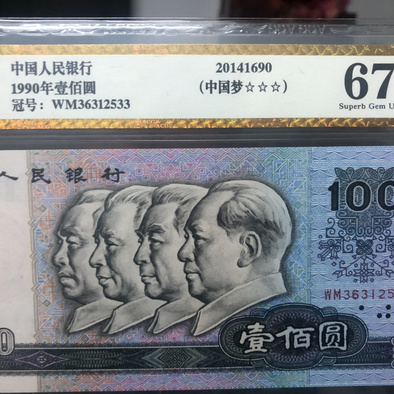 中国人民银行
1990年壹佰圆
冠号：WM36312533
20141690
(中国梦☆☆☆)
67
Superb Gem U
人民银行
100
WM363125
壹佰圆
0